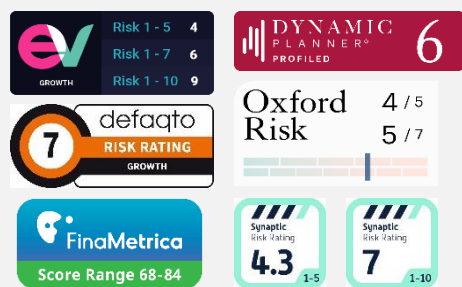 ev
GROWTH
Risk 1 - 5 4
Risk 1 - 7 6
Risk 1 - 10 9
DYNAMIC
PLANNER®
PROFILED
6
7
defaqto
RISK RATING
GROWTH
Oxford
Risk
4 / 5
5 / 7
FinaMetrica
Score Range 68-84
Synaptic
Risk Rating
4.3
1-5
Synaptic
Risk Rating
7
1-10